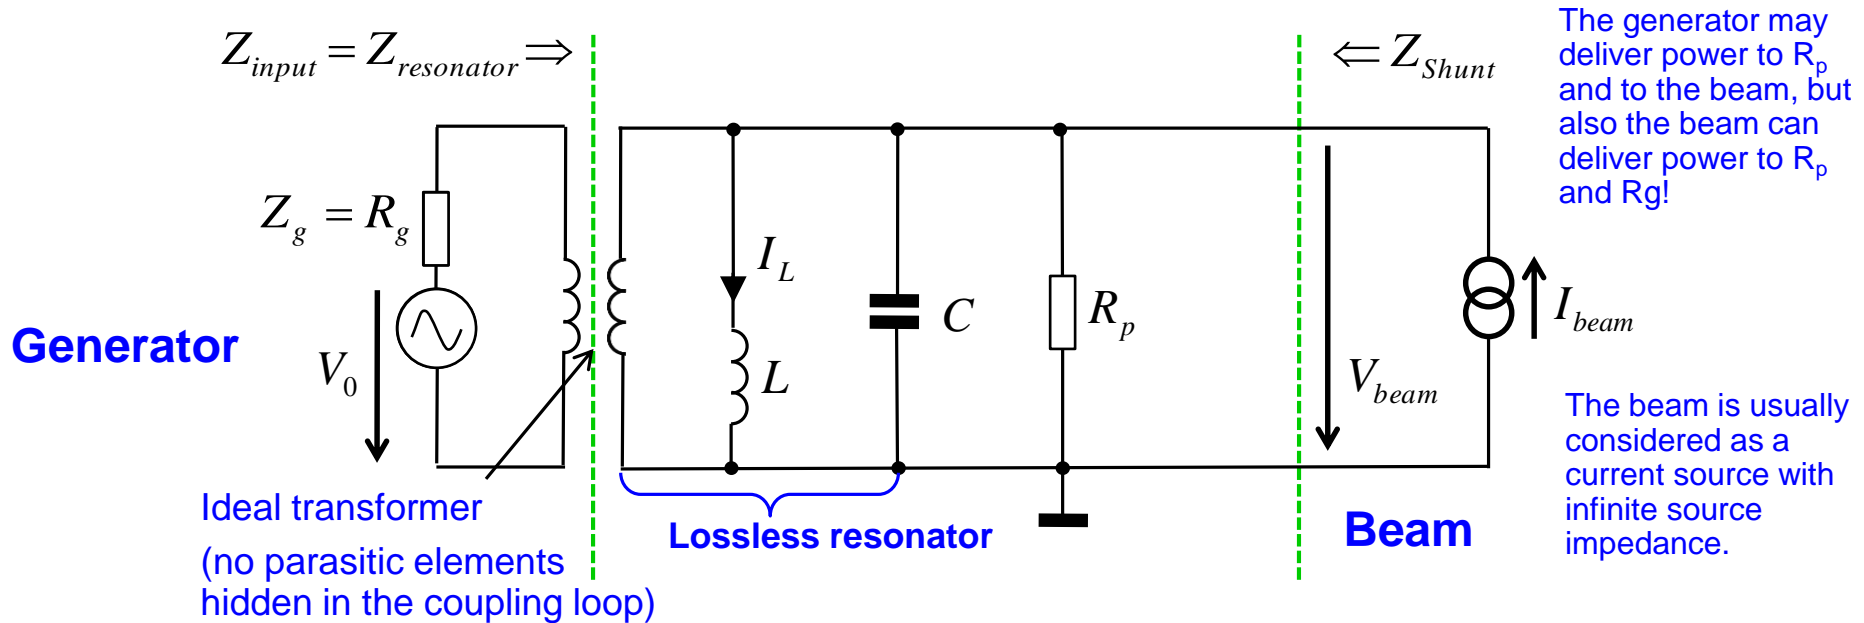 Z_input = Z_resonator ⇒
⇐ Z_Shunt
The generator may
deliver power to R_p
and to the beam, but
also the beam can
deliver power to R_p
and Rg!
Z_g = R_g
I_L
Generator
V_0
L
C
R_p
V_beam
I_beam
The beam is usually
considered as a
current source with
infinite source
impedance.
Ideal transformer
(no parasitic elements
hidden in the coupling loop)
Lossless resonator
Beam